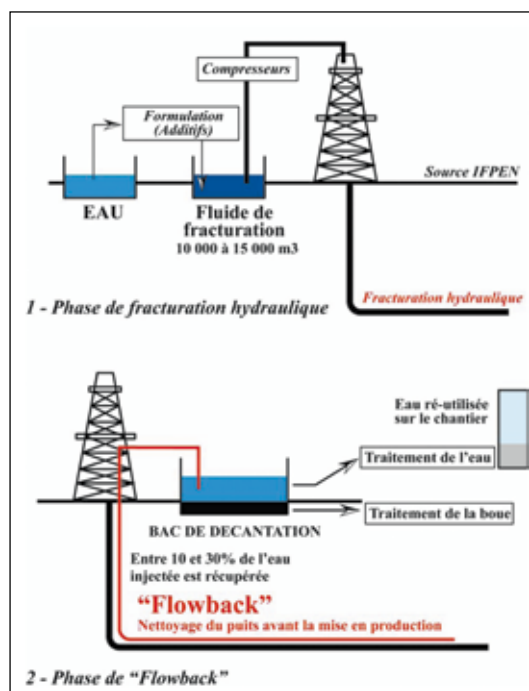 Compresseurs
Formulation
(Additifs)
Source IFPEN
EAU
Fluide de
fracturation
10 000 à 15 000 m3
Fracturation hydraulique
1 - Phase de fracturation hydraulique
Eau ré-utilisée
sur le chantier
Traitement de l'eau
Traitement de la boue
BAC DE DECANTATION
Entre 10 et 30% de l'eau
injectée est récupérée
“Flowback”
Nettoyage du puits avant la mise en production
2 - Phase de “Flowback”